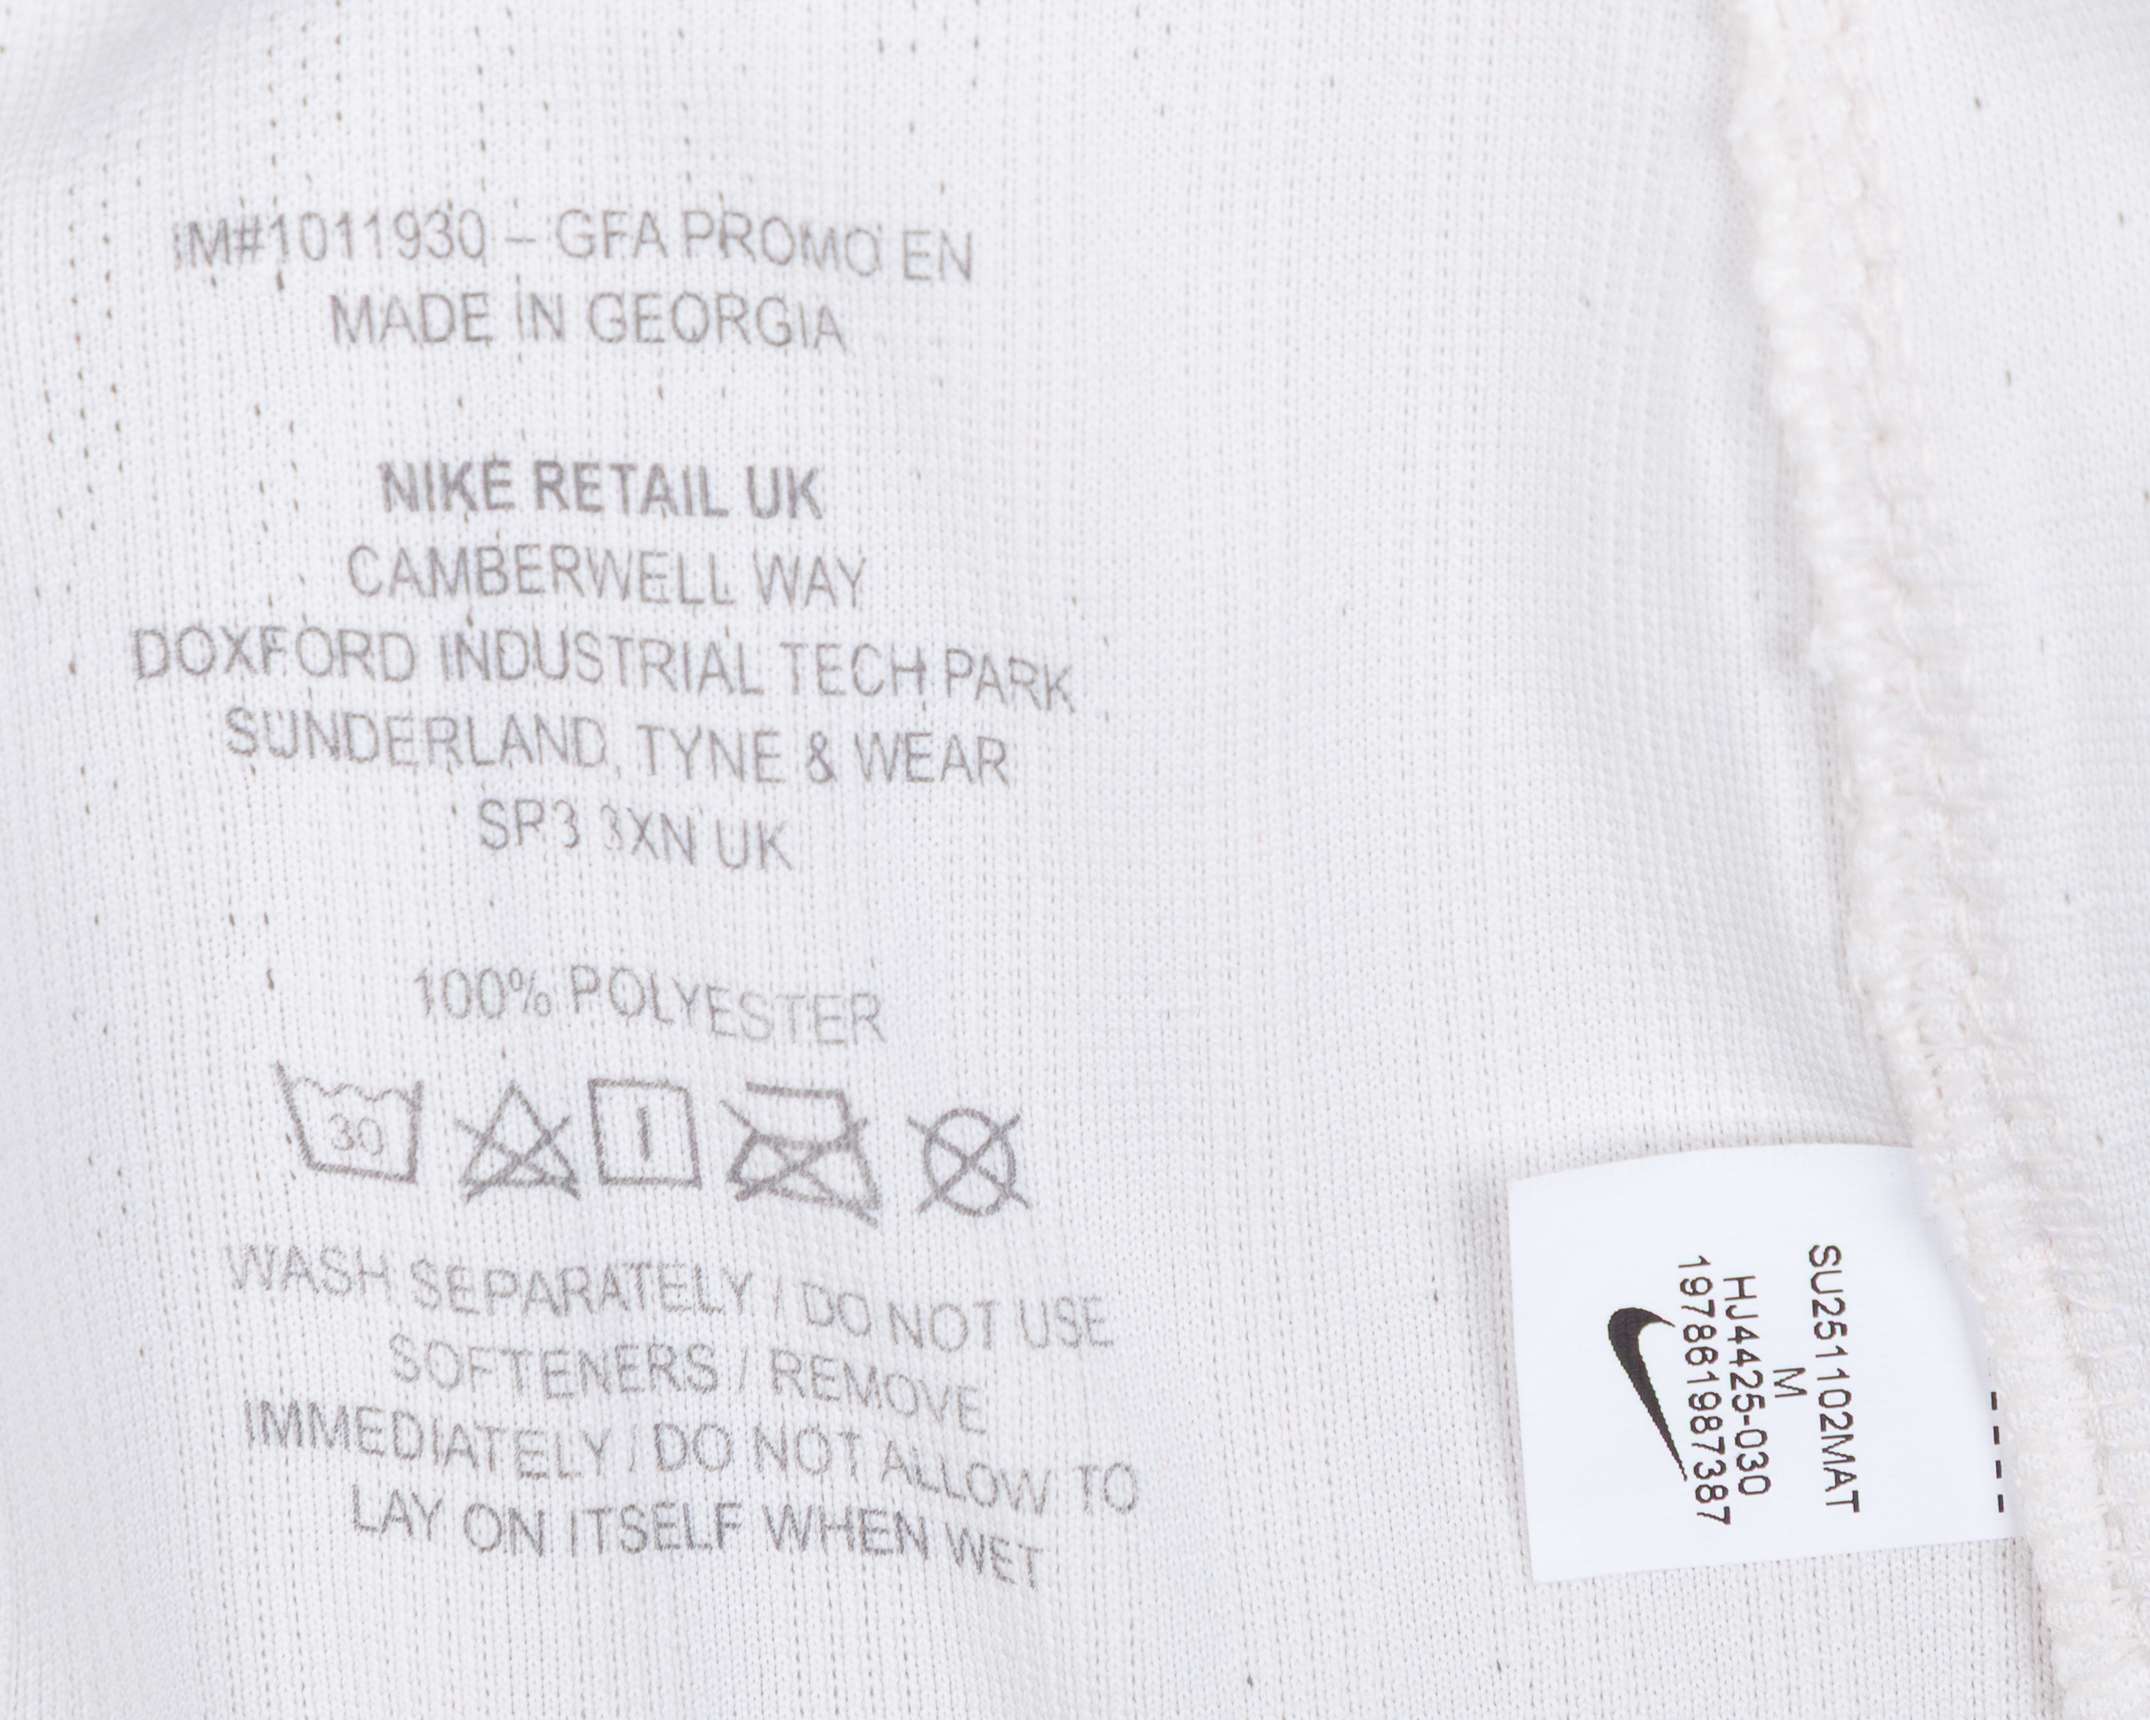 IM#1011930 – GFA PROMO EN
MADE IN GEORGIA
NIKE RETAIL UK
CAMBERWELL WAY
DOXFORD INDUSTRIAL TECH PARK
SUNDERLAND, TYNE & WEAR
SP3 3XN UK
100% POLYESTER
30
WASH SEPARATELY / DO NOT USE
SOFTENERS / REMOVE
IMMEDIATELY / DO NOT ALLOW TO
LAY ON ITSELF WHEN WET
SU251102MAT
M
HJ4425-030
197861987387